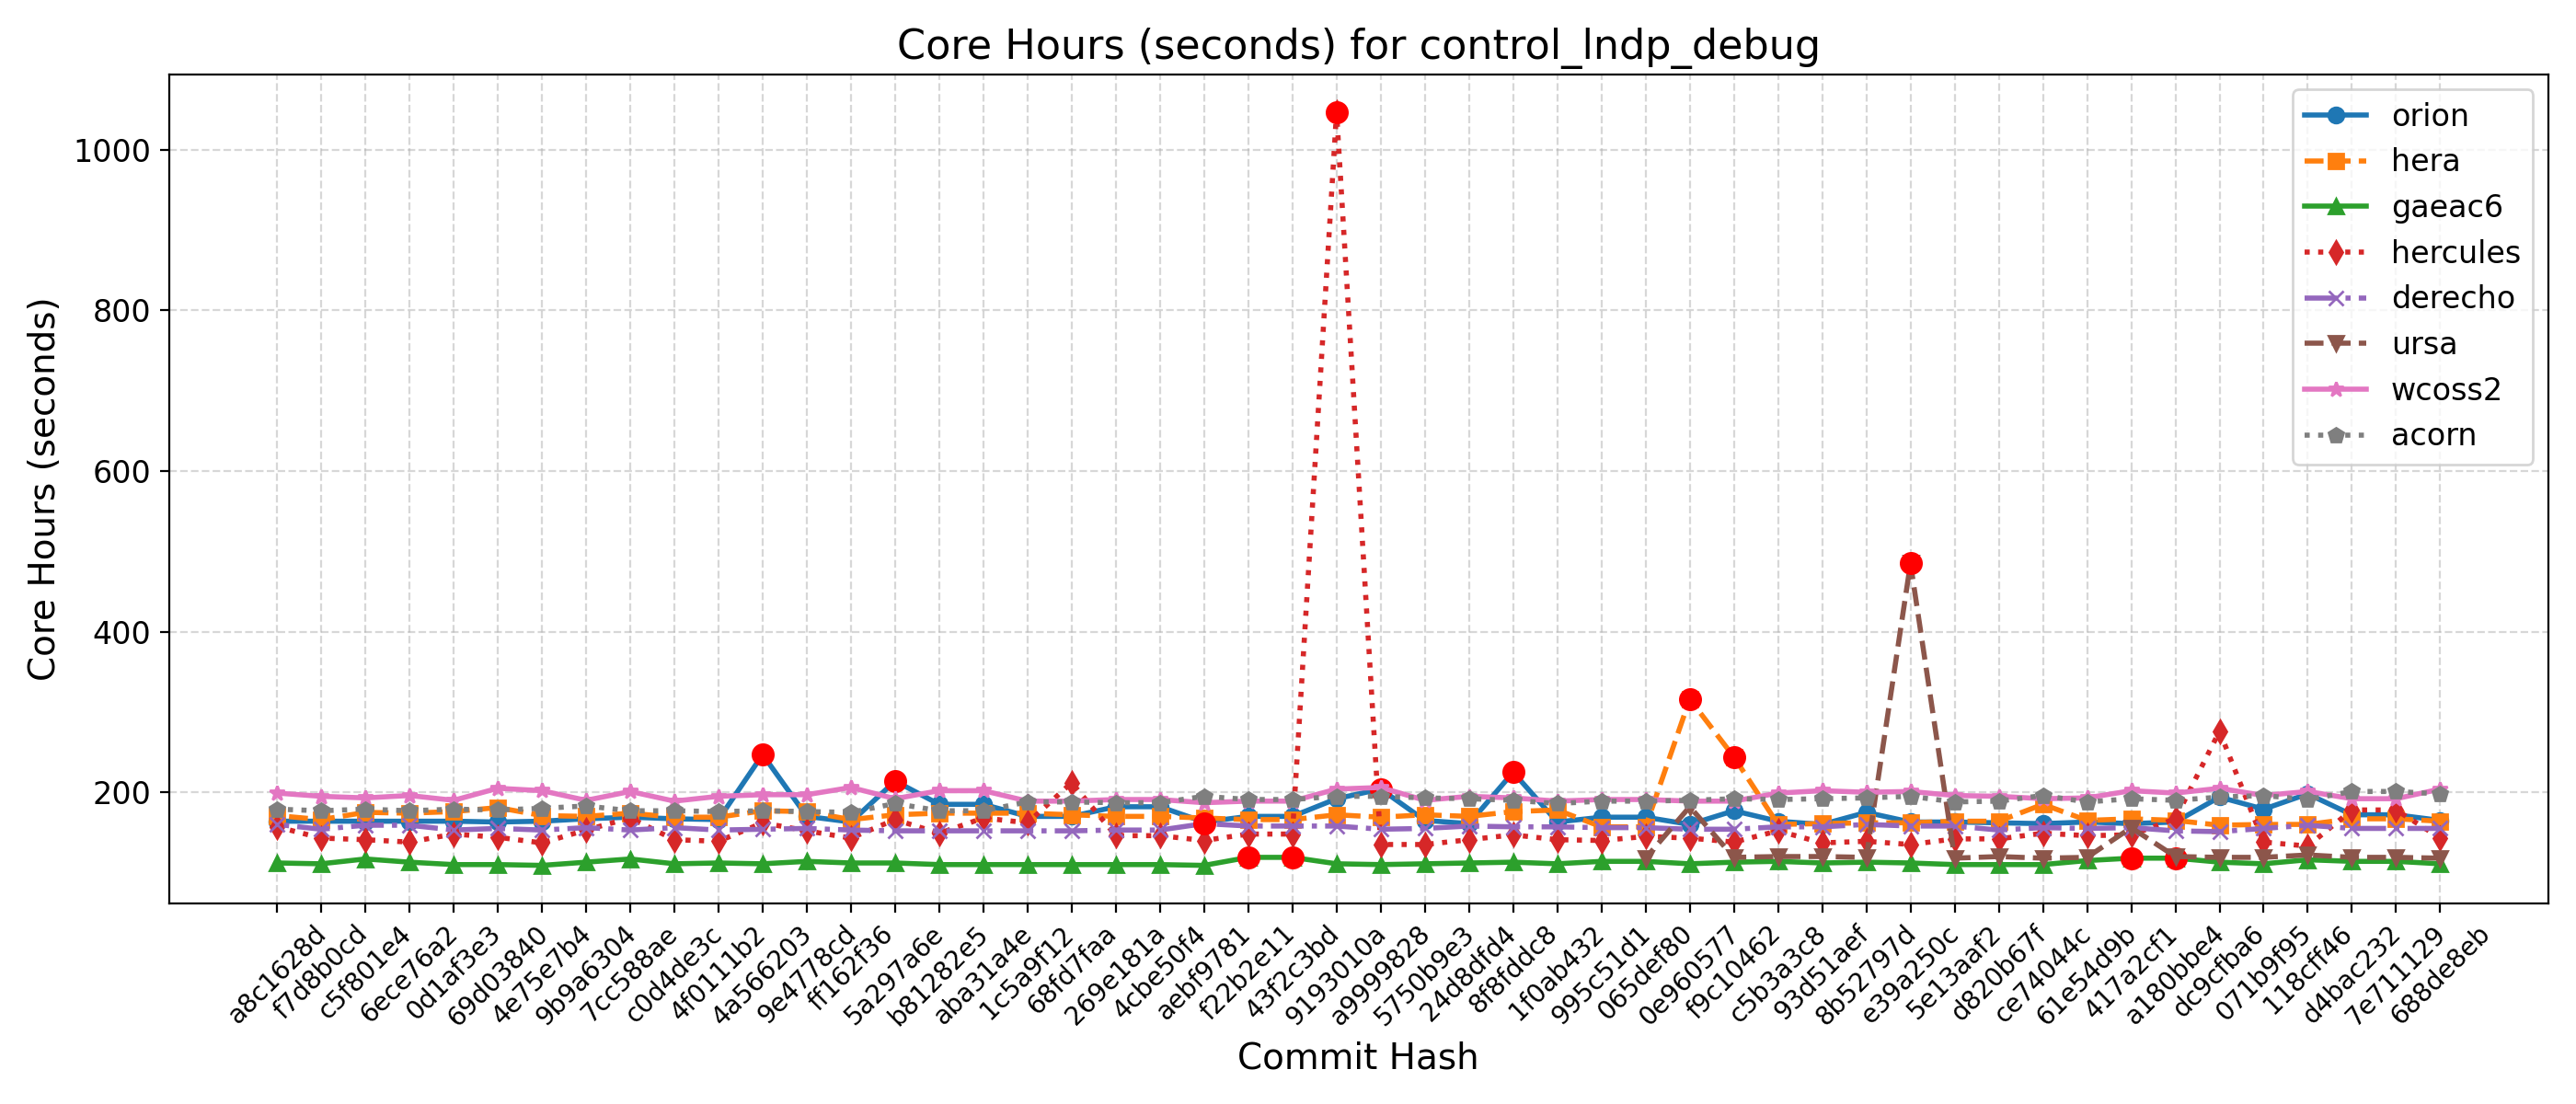 Core Hours (seconds) for control_lndp_debug
Core Hours (seconds)
1000
800
600
400
200
orion
hera
gaeac6
hercules
derecho
ursa
wcoss2
acorn
a8c1628d
f7d8b0cd
c5f801e4
6ece76a2
0d1af3e3
69d03840
4e75e7b4
9b9a6304
7cc588ae
c0d4de3c
4f0111b2
4a566203
9e4778cd
ff162f36
5a297a6e
b81282e5
aba31a4e
1c5a9f12
68fd7faa
269e181a
4cbe50f4
aebf9781
f22b2e11
43f2c3bd
9193010a
a9999828
5750b9e3
24d8dfd4
8f8fddc8
1f0ab432
995c51d1
065def80
0e960577
f9c10462
c5b3a3c8
93d51aef
8b52797d
e39a250c
5e13aaf2
d820b67f
ce74044c
61e54d9b
417a2cf1
a180bbe4
dc9cfba6
071b9f95
118cff46
d4bac232
7e711129
688de8eb
Commit Hash